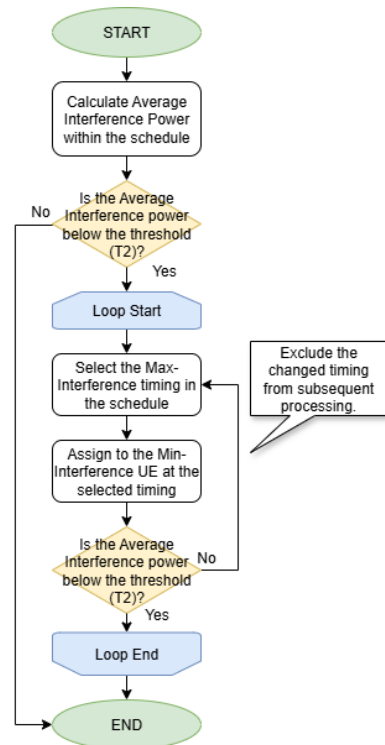 START
Calculate Average
Interference Power
within the schedule
Is the Average
Interference power
below the threshold
(T2)?
No
Yes
Loop Start
Select the Max-
Interference timing in
the schedule
Exclude the
changed timing
from subsequent
processing.
Assign to the Min-
Interference UE at the
selected timing
Is the Average
Interference power
below the threshold
(T2)?
No
Yes
Loop End
END